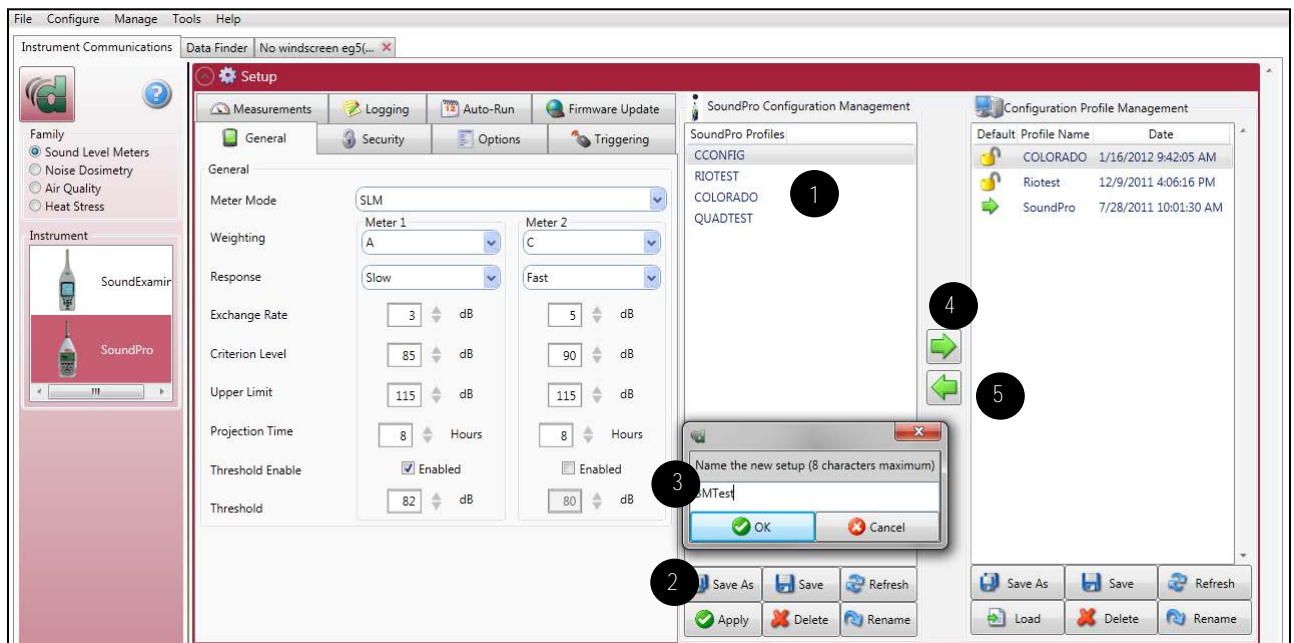 File Configure Manage Tools Help
Instrument Communications Data Finder No windscreen eg5(...
Setup
Family
Sound Level Meters
Noise Dosimetry
Air Quality
Heat Stress
Instrument
SoundExamin
SoundPro
Measurements Logging Auto-Run Firmware Update
General Security Options Triggering
General
Meter Mode SLM
Meter 1 Meter 2
Weighting A C
Response Slow Fast
Exchange Rate 3 dB 5 dB
Criterion Level 85 dB 90 dB
Upper Limit 115 dB 115 dB
Projection Time 8 Hours 8 Hours
Threshold Enable Enabled Enabled
Threshold 82 dB 80 dB
SoundPro Configuration Management
SoundPro Profiles
CCONFIG
RIOTEST
COLORADO
QUADTEST
1
4
5
Name the new setup (8 characters maximum)
3
OK Cancel
2
Save As Save Refresh
Apply Delete Rename
Configuration Profile Management
Default Profile Name Date
COLORADO 1/16/2012 9:42:05 AM
Riotest 12/9/2011 4:06:16 PM
SoundPro 7/28/2011 10:01:30 AM
Save As Save Refresh
Load Delete Rename